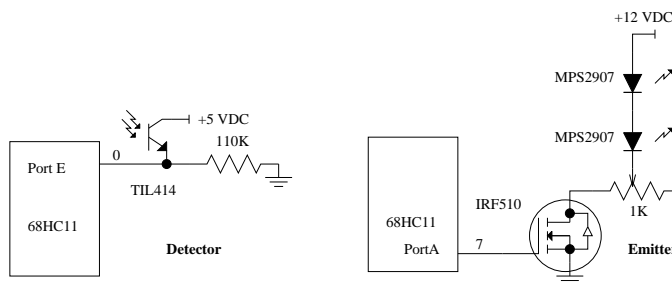 +5 VDC
0
110K
Port E
TIL414
68HC11
Detector
+12 VDC
MPS2907
MPS2907
IRF510
1K
68HC11
PortA
7
Emitter